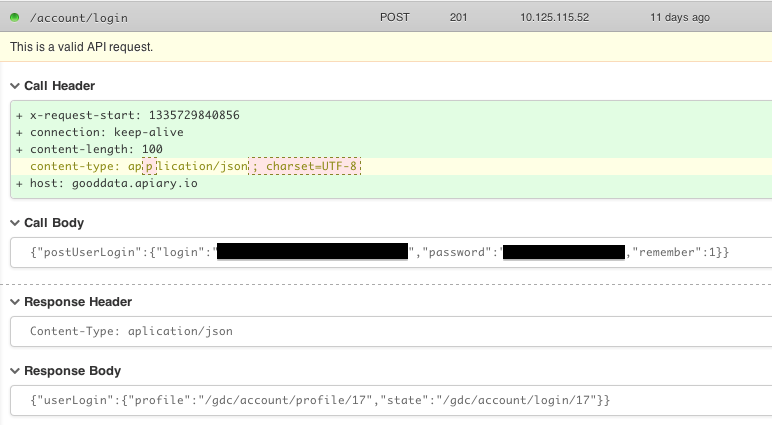 /account/login POST 201 10.125.115.52 11 days ago
This is a valid API request.
Call Header
+ x-request-start: 1335729840856
+ connection: keep-alive
+ content-length: 100
content-type: application/json; charset=UTF-8
+ host: gooddata.apiary.io
Call Body
{"postUserLogin":{"login":"","password":","remember":1}}
Response Header
Content-Type: aplication/json
Response Body
{"userLogin":{"profile":"/gdc/account/profile/17","state":"/gdc/account/login/17"}}